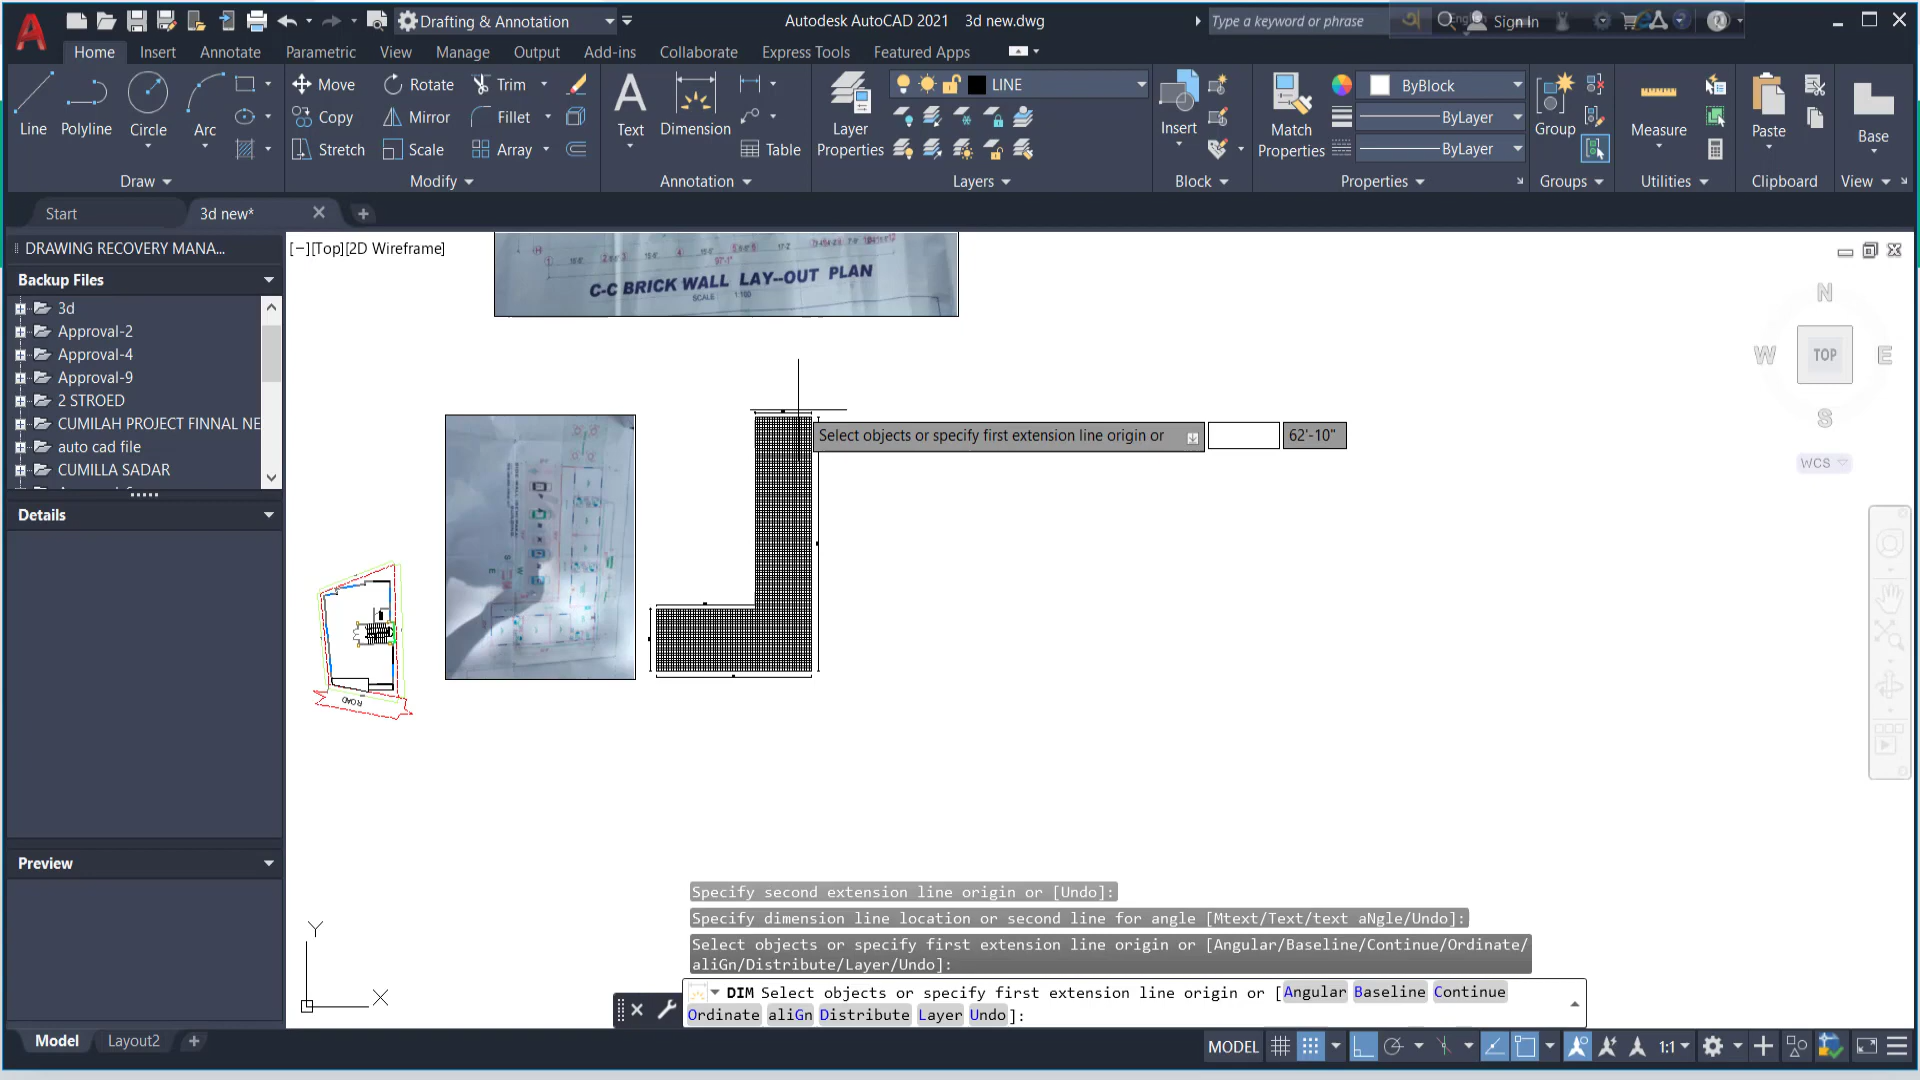 Drafting & Annotation
Autodesk AutoCAD 2021 3d new.dwg
Type a keyword or phrase
Sign In
Home Insert Annotate Parametric View Manage Output Add-ins Collaborate Express Tools Featured Apps
Line Polyline Circle Arc
Move Rotate Trim
Copy Mirror Fillet
Stretch Scale Array
Text Dimension Table
Layer Properties
LINE
Insert
Match Properties
ByBlock
ByLayer
ByLayer
Group Measure Paste Base
Draw Modify Annotation Layers Block Properties Groups Utilities Clipboard View
Start 3d new*
DRAWING RECOVERY MANA...
Backup Files
3d
Approval-2
Approval-4
Approval-9
2 STROED
CUMILAH PROJECT FINNAL NE
auto cad file
CUMILLA SADAR
Details
Preview
[−][Top][2D Wireframe]
C-C BRICK WALL LAY--OUT PLAN
SCALE 1:100
N
W TOP E
S
WCS
Select objects or specify first extension line origin or 62'-10"
ROAD
Y
X
Specify second extension line origin or [Undo]:
Specify dimension line location or second line for angle [Mtext/Text/text aNgle/Undo]:
Select objects or specify first extension line origin or [Angular/Baseline/Continue/Ordinate/
aliGn/Distribute/Layer/Undo]:
DIM Select objects or specify first extension line origin or [Angular Baseline Continue
Ordinate aliGn Distribute Layer Undo]:
Model Layout2
MODEL 1:1